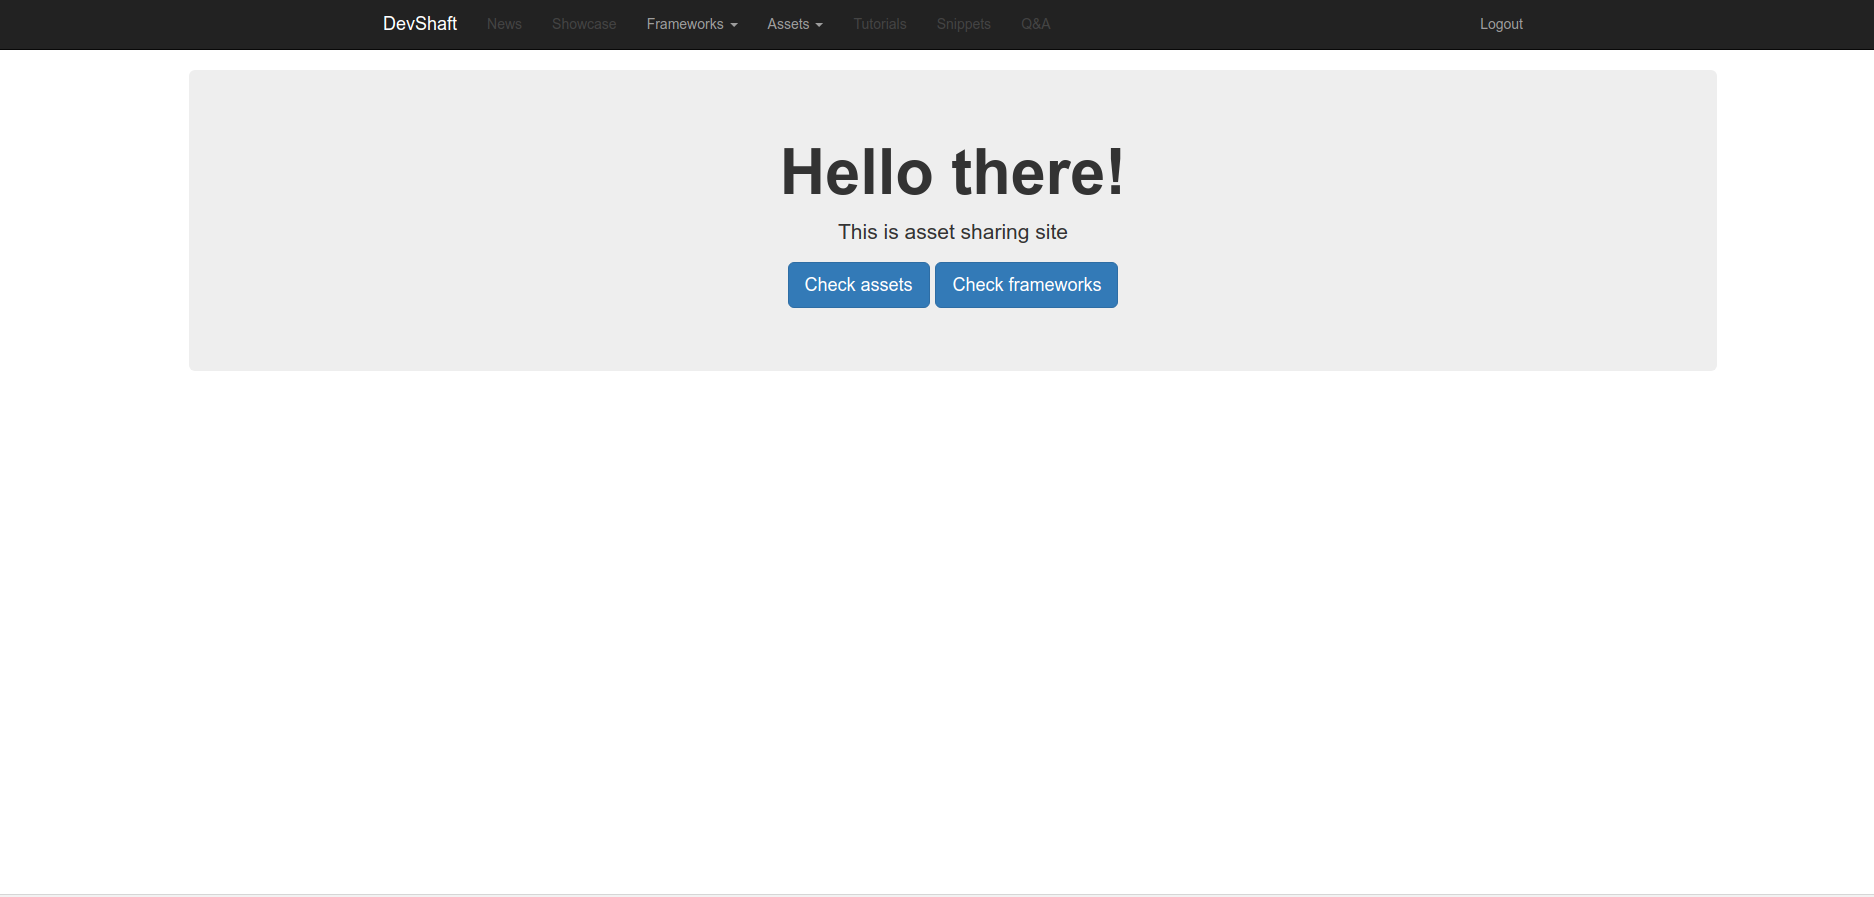 DevShaft News Showcase Frameworks Assets Tutorials Snippets Q&A Logout
Hello there!
This is asset sharing site
Check assets Check frameworks